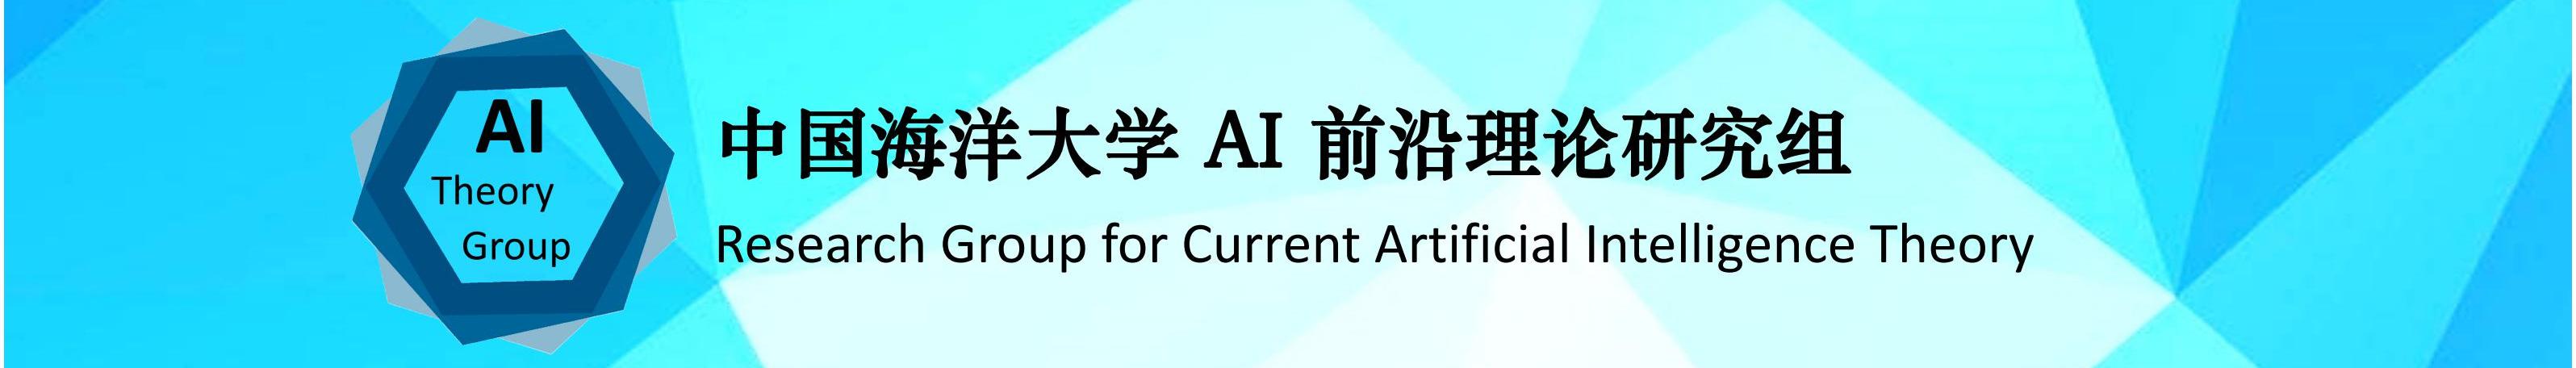 AI
Theory
Group
中国海洋大学 AI 前沿理论研究组
Research Group for Current Artificial Intelligence Theory